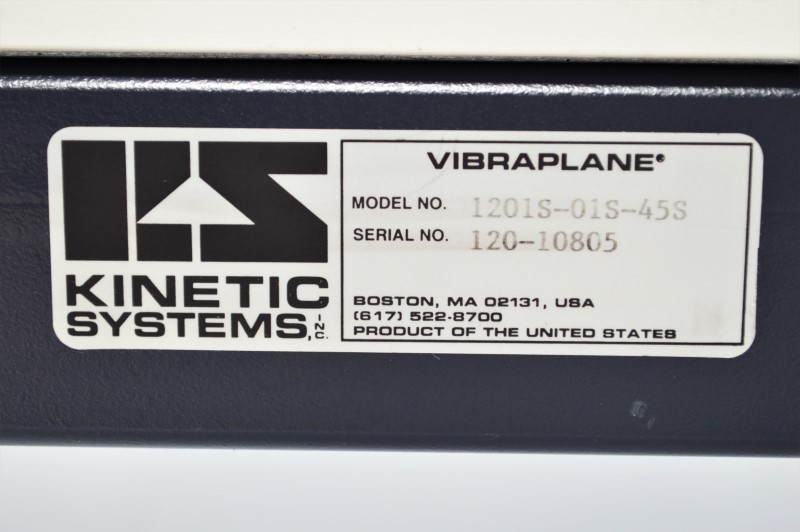 KS
KINETIC
SYSTEMS, INC.
VIBRAPLANE®
MODEL NO. 1201S-01S-45S
SERIAL NO. 120-10805
BOSTON, MA 02131, USA
(617) 522-8700
PRODUCT OF THE UNITED STATES